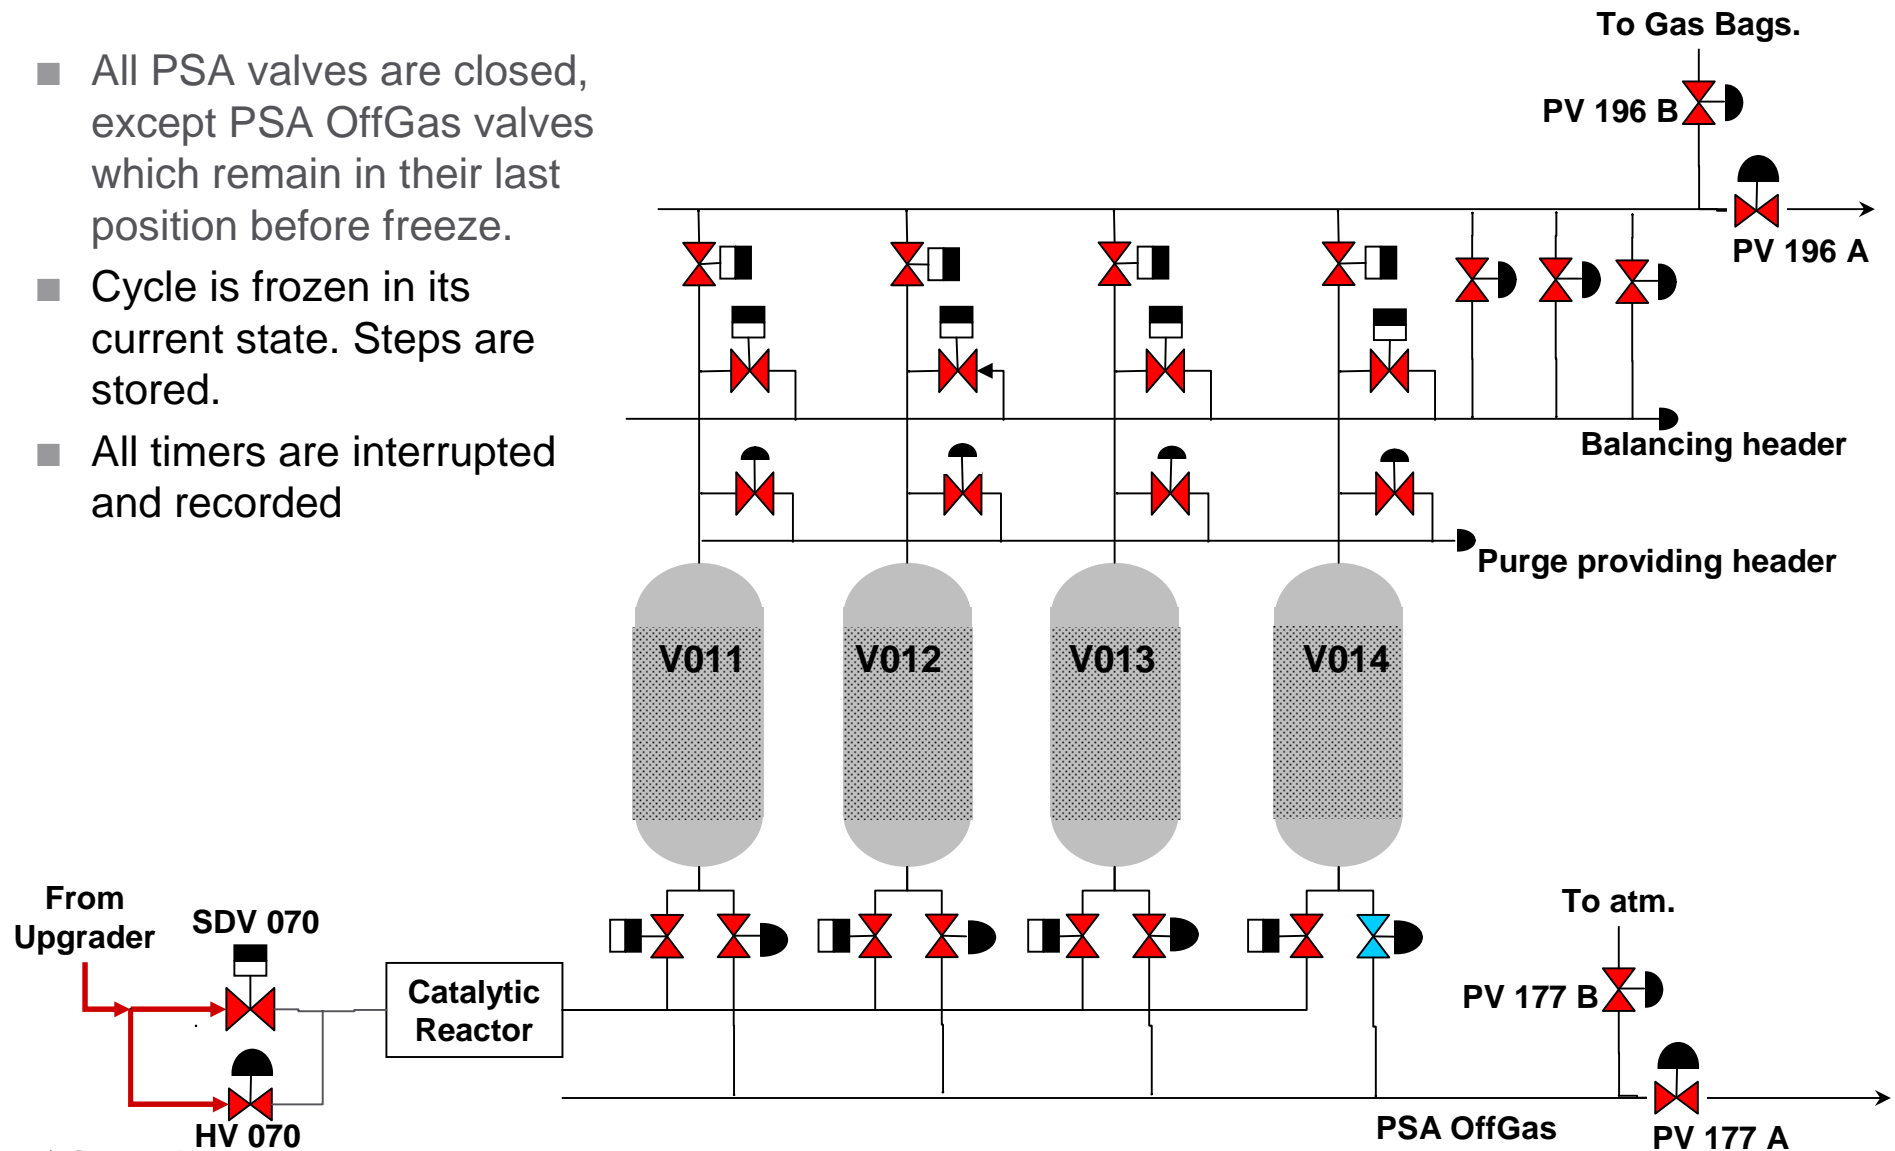 All PSA valves are closed,
except PSA OffGas valves
which remain in their last
position before freeze.
Cycle is frozen in its
current state. Steps are
stored.
All timers are interrupted
and recorded
To Gas Bags.
PV 196 B
PV 196 A
Balancing header
Purge providing header
V011
V012
V013
V014
From
Upgrader
SDV 070
Catalytic
Reactor
HV 070
To atm.
PV 177 B
PSA OffGas
PV 177 A